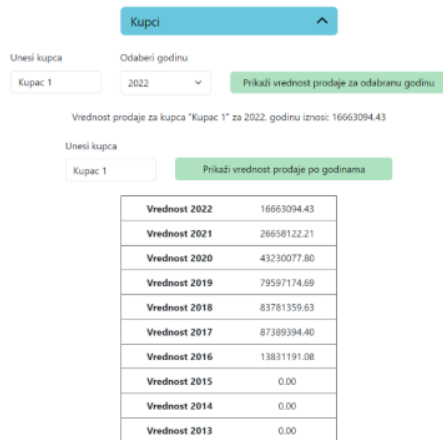 Kupci
Unesi kupca Odaberi godinu
Kupac 1 2022 Prikaži vrednost prodaje za odabranu godinu
Vrednost prodaje za kupca "Kupac 1" za 2022. godinu iznosi: 16663094.43
Unesi kupca
Kupac 1 Prikaži vrednost prodaje po godinama
Vrednost 2022 16663094.43
Vrednost 2021 26658122.21
Vrednost 2020 43230077.80
Vrednost 2019 79597174.69
Vrednost 2018 83781359.63
Vrednost 2017 87389394.40
Vrednost 2016 13831191.08
Vrednost 2015 0.00
Vrednost 2014 0.00
Vrednost 2013 0.00